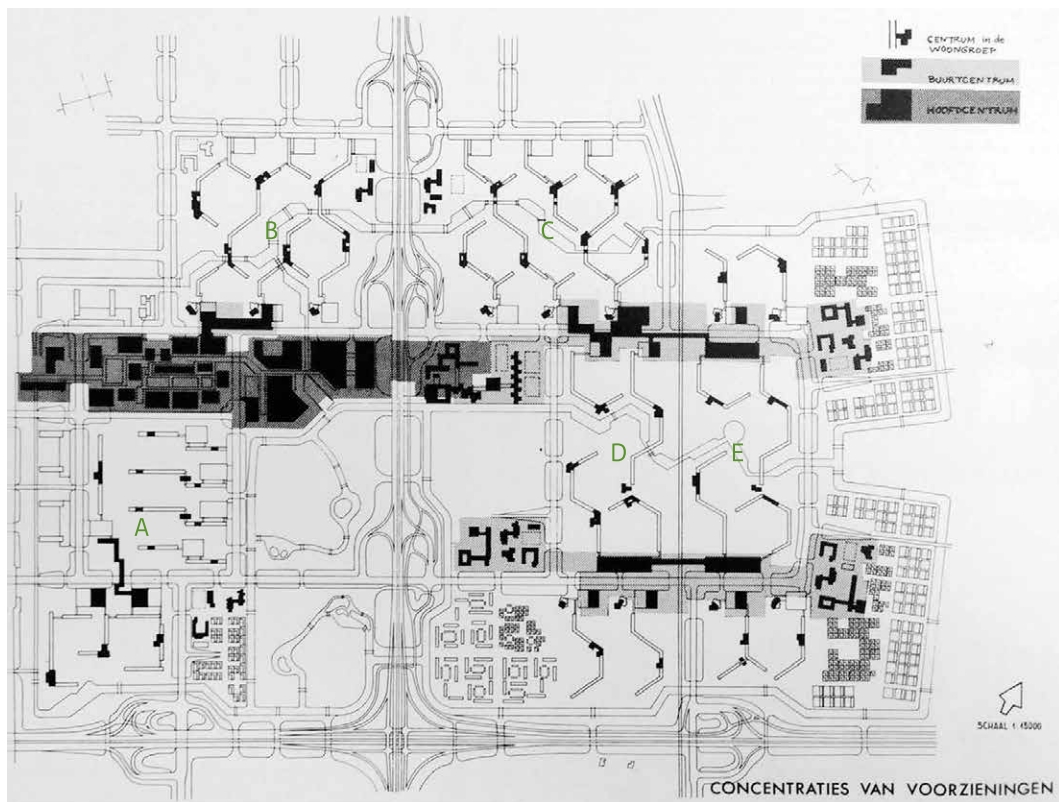 CENTRUM in de
WOONGROEP
BUURTCENTRUM
HOOFDCENTRUM
B
C
D
E
A
SCHAAL 1:15000
CONCENTRATIES VAN VOORZIENINGEN